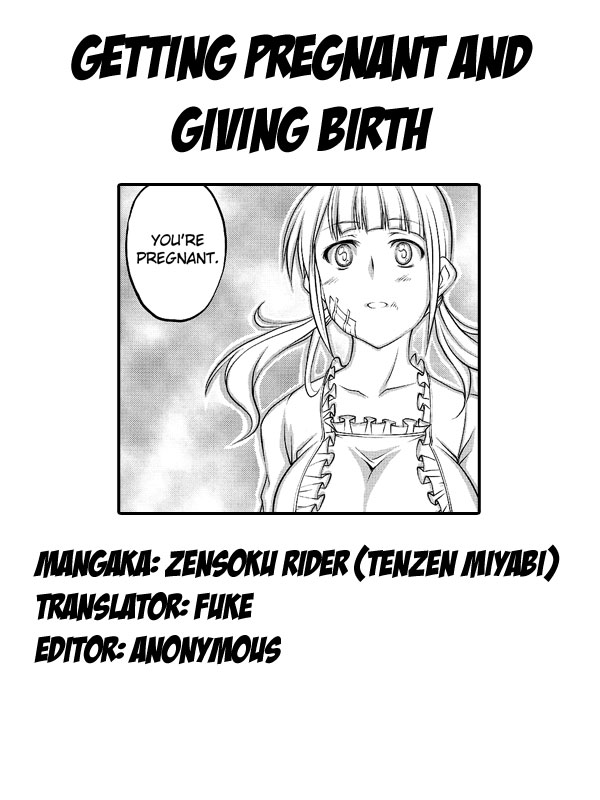 GETTING PREGNANT AND
GIVING BIRTH
YOU'RE
PREGNANT.
MANGAKA: ZENSOKU RIDER (TENZEN MIYABI)
TRANSLATOR: FUKE
EDITOR: ANONYMOUS